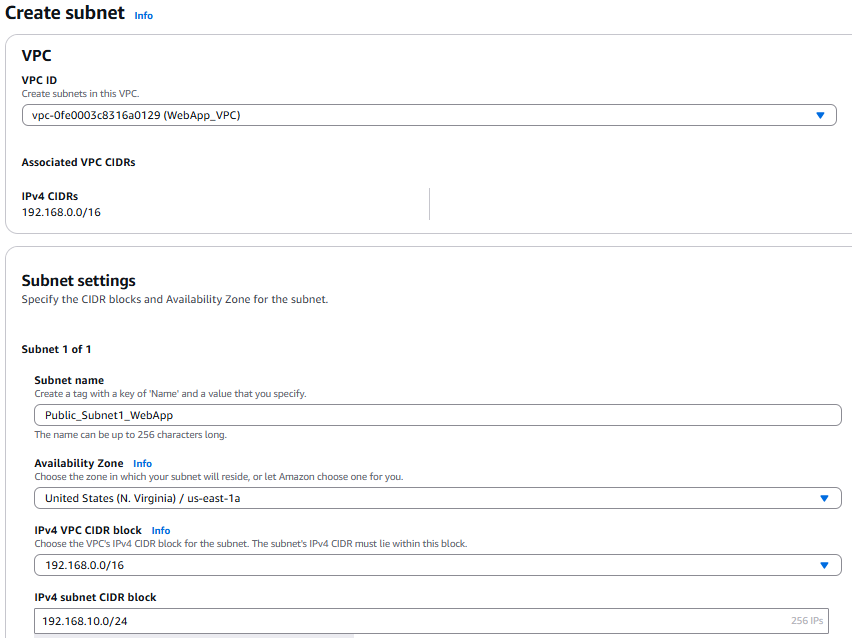 Create subnet Info
VPC
VPC ID
Create subnets in this VPC.
vpc-0fe0003c8316a0129 (WebApp_VPC)
Associated VPC CIDRs
IPv4 CIDRs
192.168.0.0/16
Subnet settings
Specify the CIDR blocks and Availability Zone for the subnet.
Subnet 1 of 1
Subnet name
Create a tag with a key of 'Name' and a value that you specify.
Public_Subnet1_WebApp
The name can be up to 256 characters long.
Availability Zone Info
Choose the zone in which your subnet will reside, or let Amazon choose one for you.
United States (N. Virginia) / us-east-1a
IPv4 VPC CIDR block Info
Choose the VPC's IPv4 CIDR block for the subnet. The subnet's IPv4 CIDR must lie within this block.
192.168.0.0/16
IPv4 subnet CIDR block
192.168.10.0/24 256 IPs